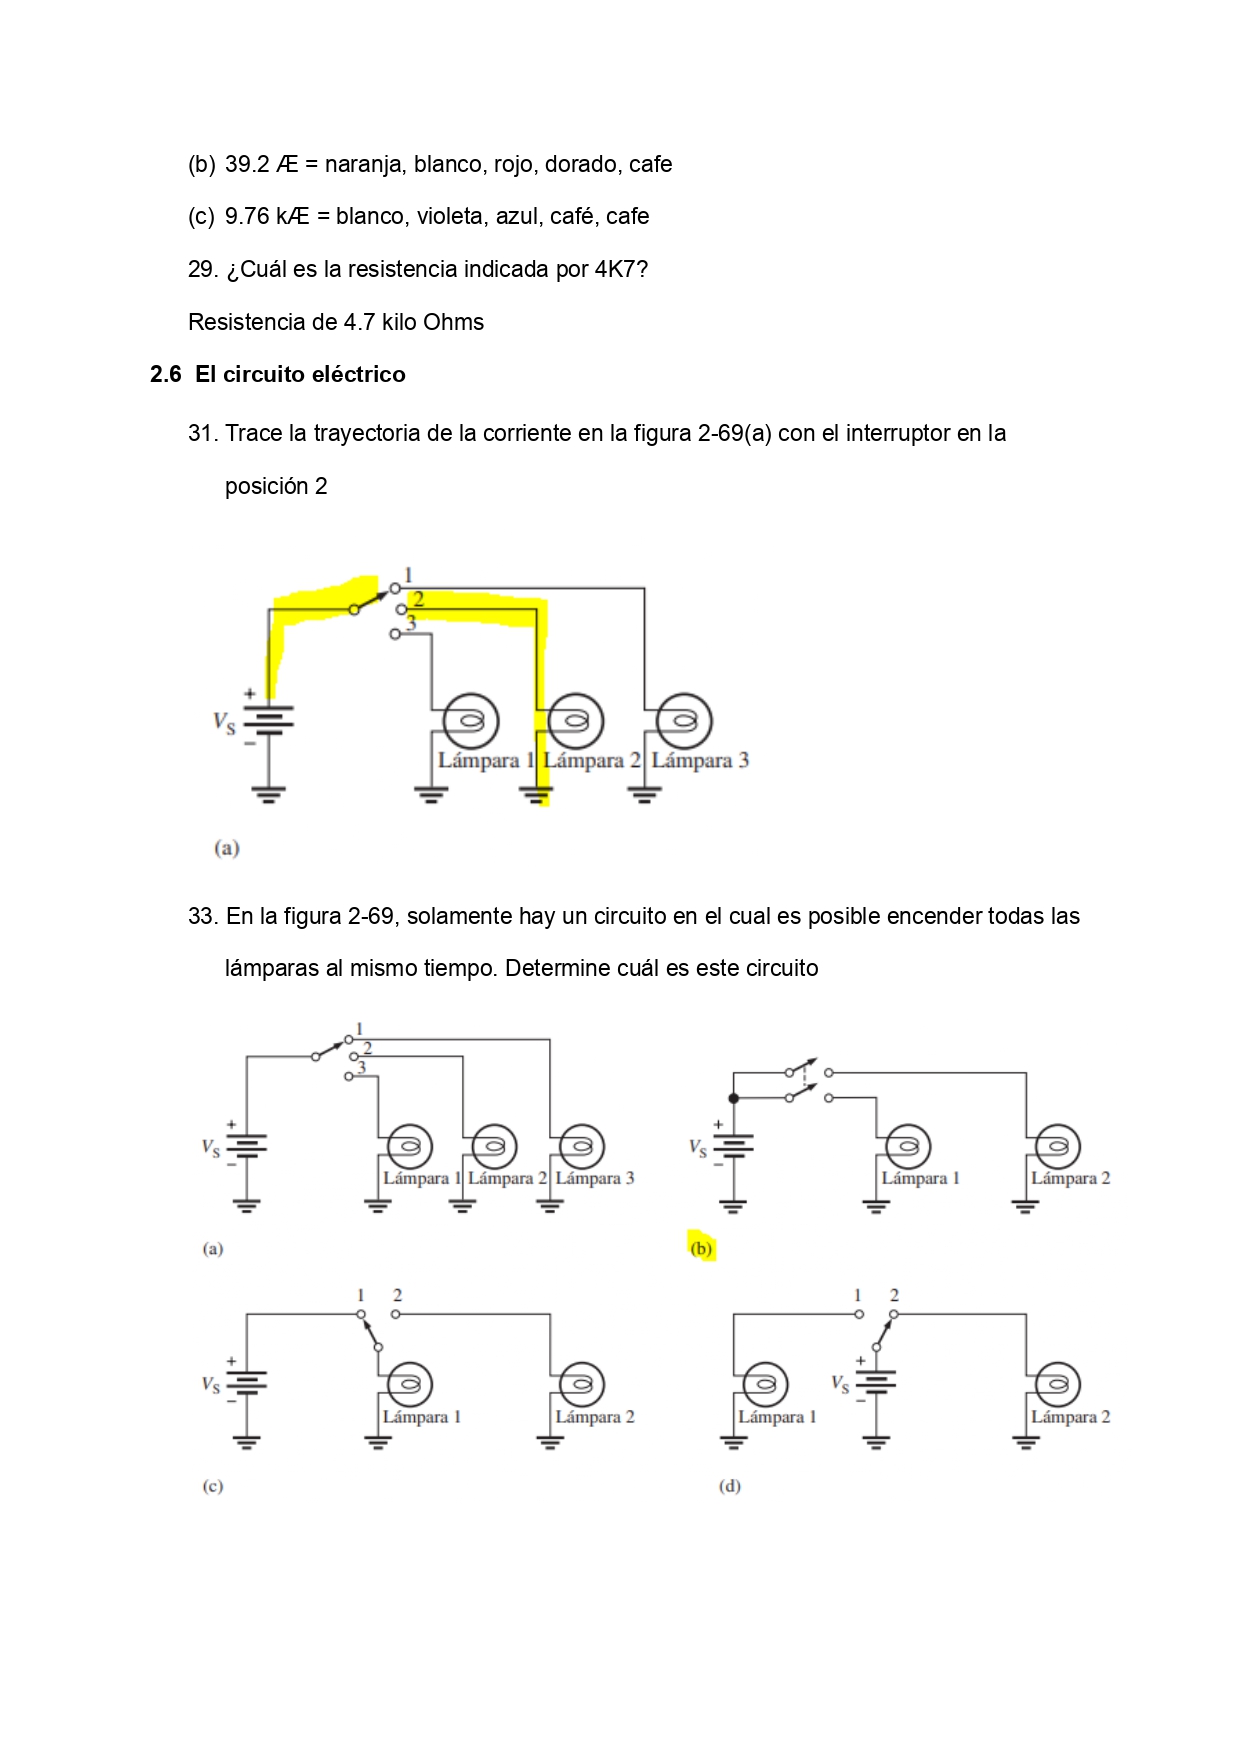 (b) 39.2 Æ = naranja, blanco, rojo, dorado, cafe
(c) 9.76 kÆ = blanco, violeta, azul, café, cafe
29. ¿Cuál es la resistencia indicada por 4K7?
Resistencia de 4.7 kilo Ohms
2.6 El circuito eléctrico
31. Trace la trayectoria de la corriente en la figura 2-69(a) con el interruptor en la
posición 2
1
2
3
+
VS
−
Lámpara 1 Lámpara 2 Lámpara 3
(a)
33. En la figura 2-69, solamente hay un circuito en el cual es posible encender todas las
lámparas al mismo tiempo. Determine cuál es este circuito
1
2
3
+
VS
−
Lámpara 1 Lámpara 2 Lámpara 3
(a)
+
VS
−
Lámpara 1 Lámpara 2
(b)
1 2
+
VS
−
Lámpara 1 Lámpara 2
(c)
1 2
+
VS
−
Lámpara 1 Lámpara 2
(d)